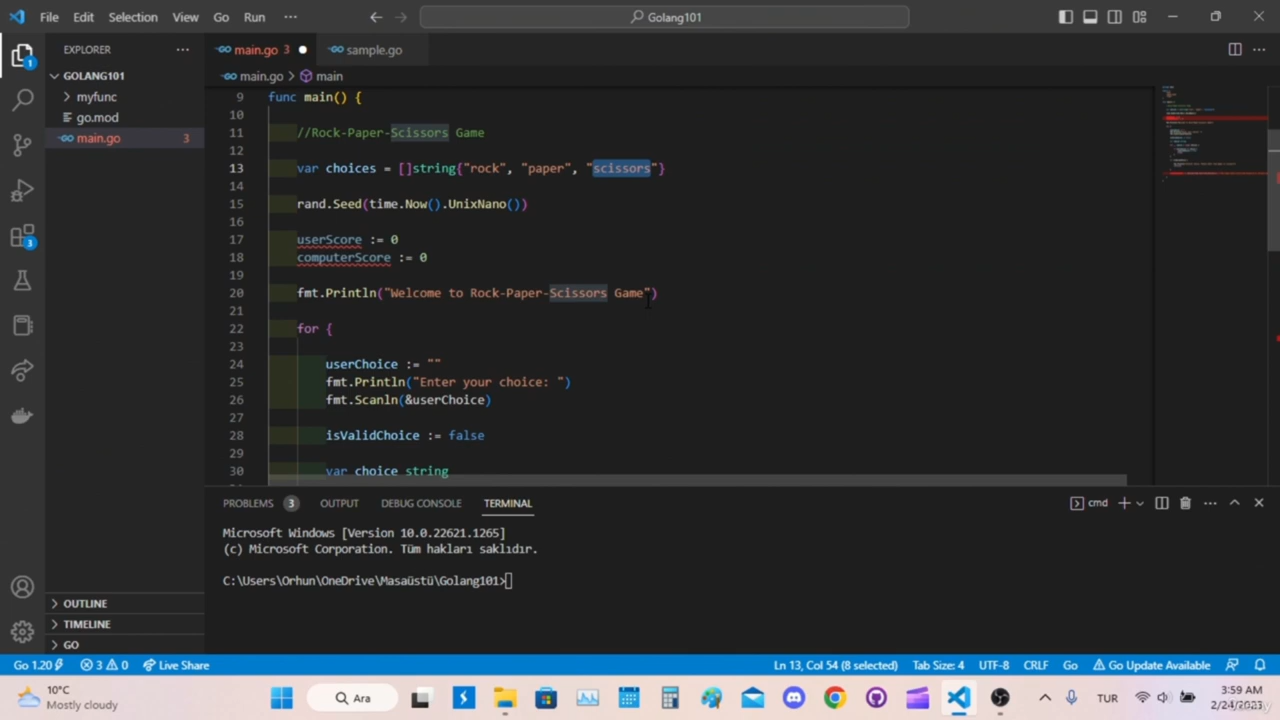 File Edit Selection View Go Run ··· Golang101
EXPLORER
main.go 3
sample.go
GOLANG101
main.go > main
myfunc
go.mod
main.go 3
9 func main() {
10
11 //Rock-Paper-Scissors Game
12
13 var choices = []string{"rock", "paper", "scissors"}
14
15 rand.Seed(time.Now().UnixNano())
16
17 userScore := 0
18 computerScore := 0
19
20 fmt.Println("Welcome to Rock-Paper-Scissors Game")
21
22 for {
23
24 userChoice := ""
25 fmt.Println("Enter your choice: ")
26 fmt.Scanln(&userChoice)
27
28 isValidChoice := false
29
30 var choice string
PROBLEMS 3 OUTPUT DEBUG CONSOLE TERMINAL cmd
Microsoft Windows [Version 10.0.22621.1265]
(c) Microsoft Corporation. Tüm hakları saklıdır.
C:\Users\Orhun\OneDrive\Masaüstü\Golang101>
OUTLINE
TIMELINE
GO
1
3
Go 1.20 3 0 Live Share Ln 13, Col 54 (8 selected) Tab Size: 4 UTF-8 CRLF Go Go Update Available
10°C
Mostly cloudy
Ara
TUR
3:59 AM
2/24/2023